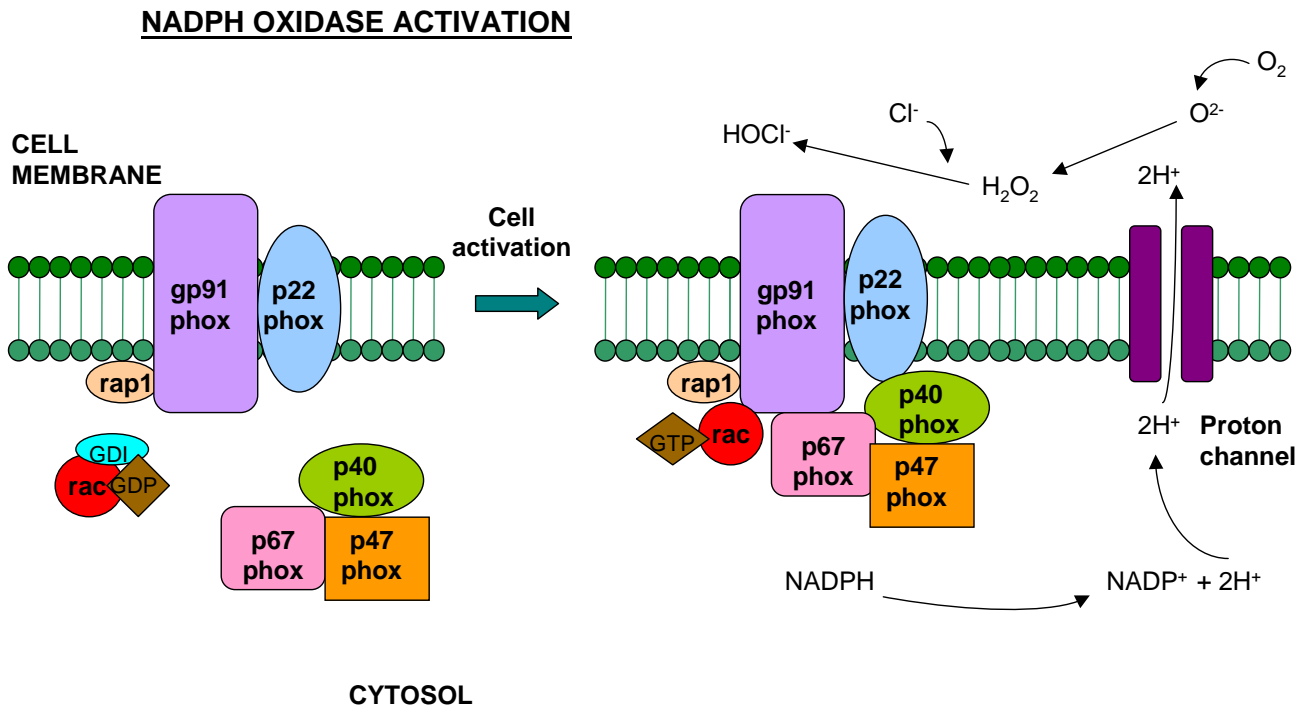 NADPH OXIDASE ACTIVATION
CELL
MEMBRANE
gp91
phox
p22
phox
rap1
GDI
rac
GDP
p40
phox
p67
phox
p47
phox
Cell
activation
O₂
O²⁻
Cl⁻
HOCl⁻
H₂O₂
2H⁺
gp91
phox
p22
phox
rap1
GTP
rac
p67
phox
p40
phox
p47
phox
2H⁺
Proton
channel
NADPH
NADP⁺ + 2H⁺
CYTOSOL